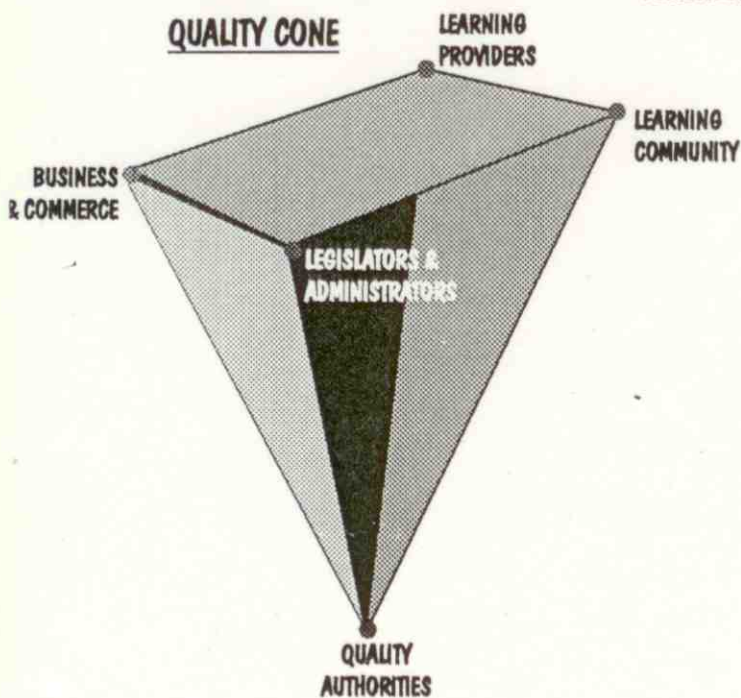 QUALITY CONE
LEARNING
PROVIDERS
LEARNING
COMMUNITY
BUSINESS
& COMMERCE
LEGISLATORS &
ADMINISTRATORS
QUALITY
AUTHORITIES